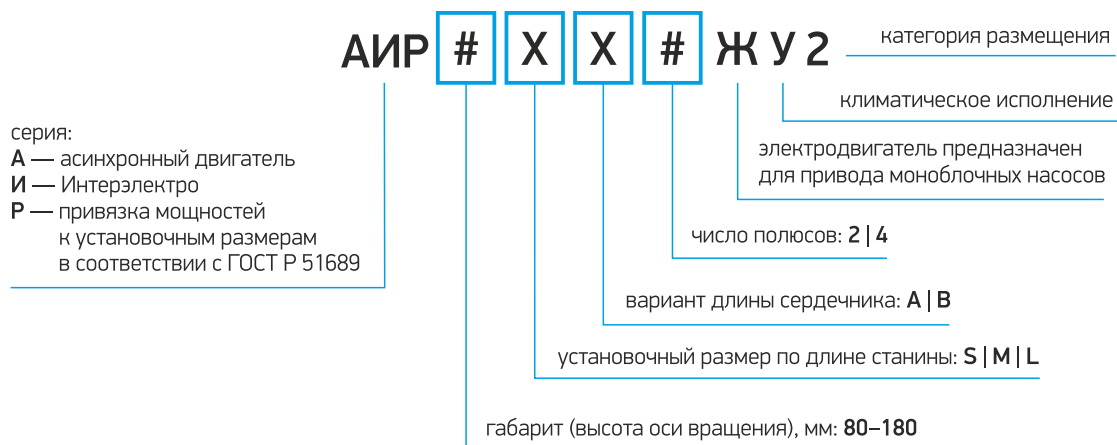 АИР # X X # Ж У 2
категория размещения
климатическое исполнение
серия:
А — асинхронный двигатель
И — Интерэлектро
Р — привязка мощностей
к установочным размерам
в соответствии с ГОСТ Р 51689
электродвигатель предназначен
для привода моноблочных насосов
число полюсов: 2 | 4
вариант длины сердечника: A | B
установочный размер по длине станины: S | M | L
габарит (высота оси вращения), мм: 80–180